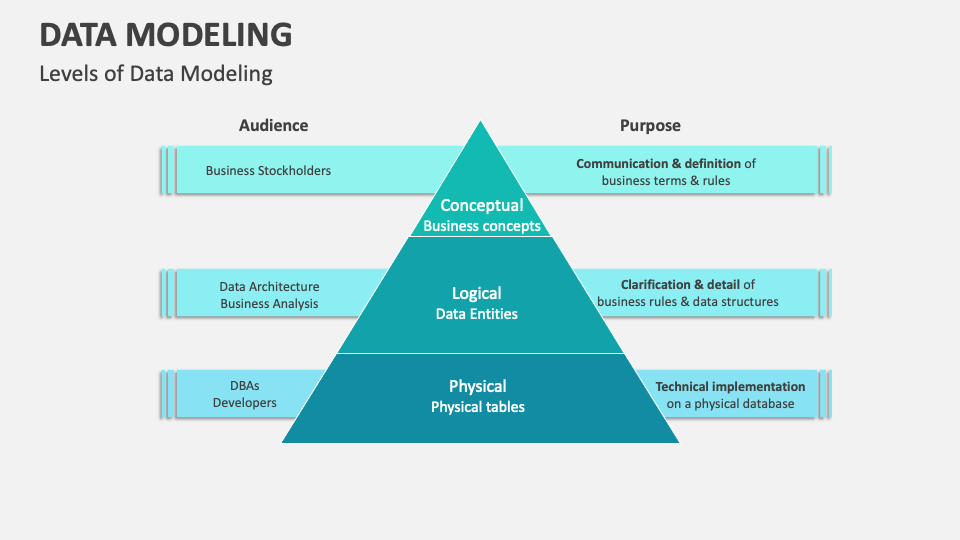 DATA MODELING
Levels of Data Modeling
Audience
Purpose
Business Stockholders
Communication & definition of
business terms & rules
Conceptual
Business concepts
Data Architecture
Business Analysis
Logical
Data Entities
Clarification & detail of
business rules & data structures
DBAs
Developers
Physical
Physical tables
Technical implementation
on a physical database